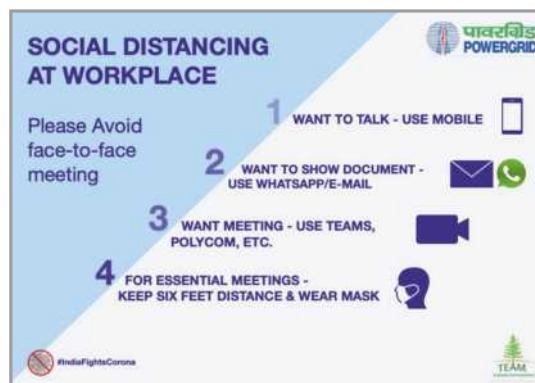 SOCIAL DISTANCING
AT WORKPLACE
Please Avoid
face-to-face
meeting
पावरग्रिड
POWERGRID
1 WANT TO TALK - USE MOBILE
2 WANT TO SHOW DOCUMENT -
USE WHATSAPP/E-MAIL
3 WANT MEETING - USE TEAMS,
POLYCOM, ETC.
4 FOR ESSENTIAL MEETINGS -
KEEP SIX FEET DISTANCE & WEAR MASK
#IndiaFightsCorona
TEAM